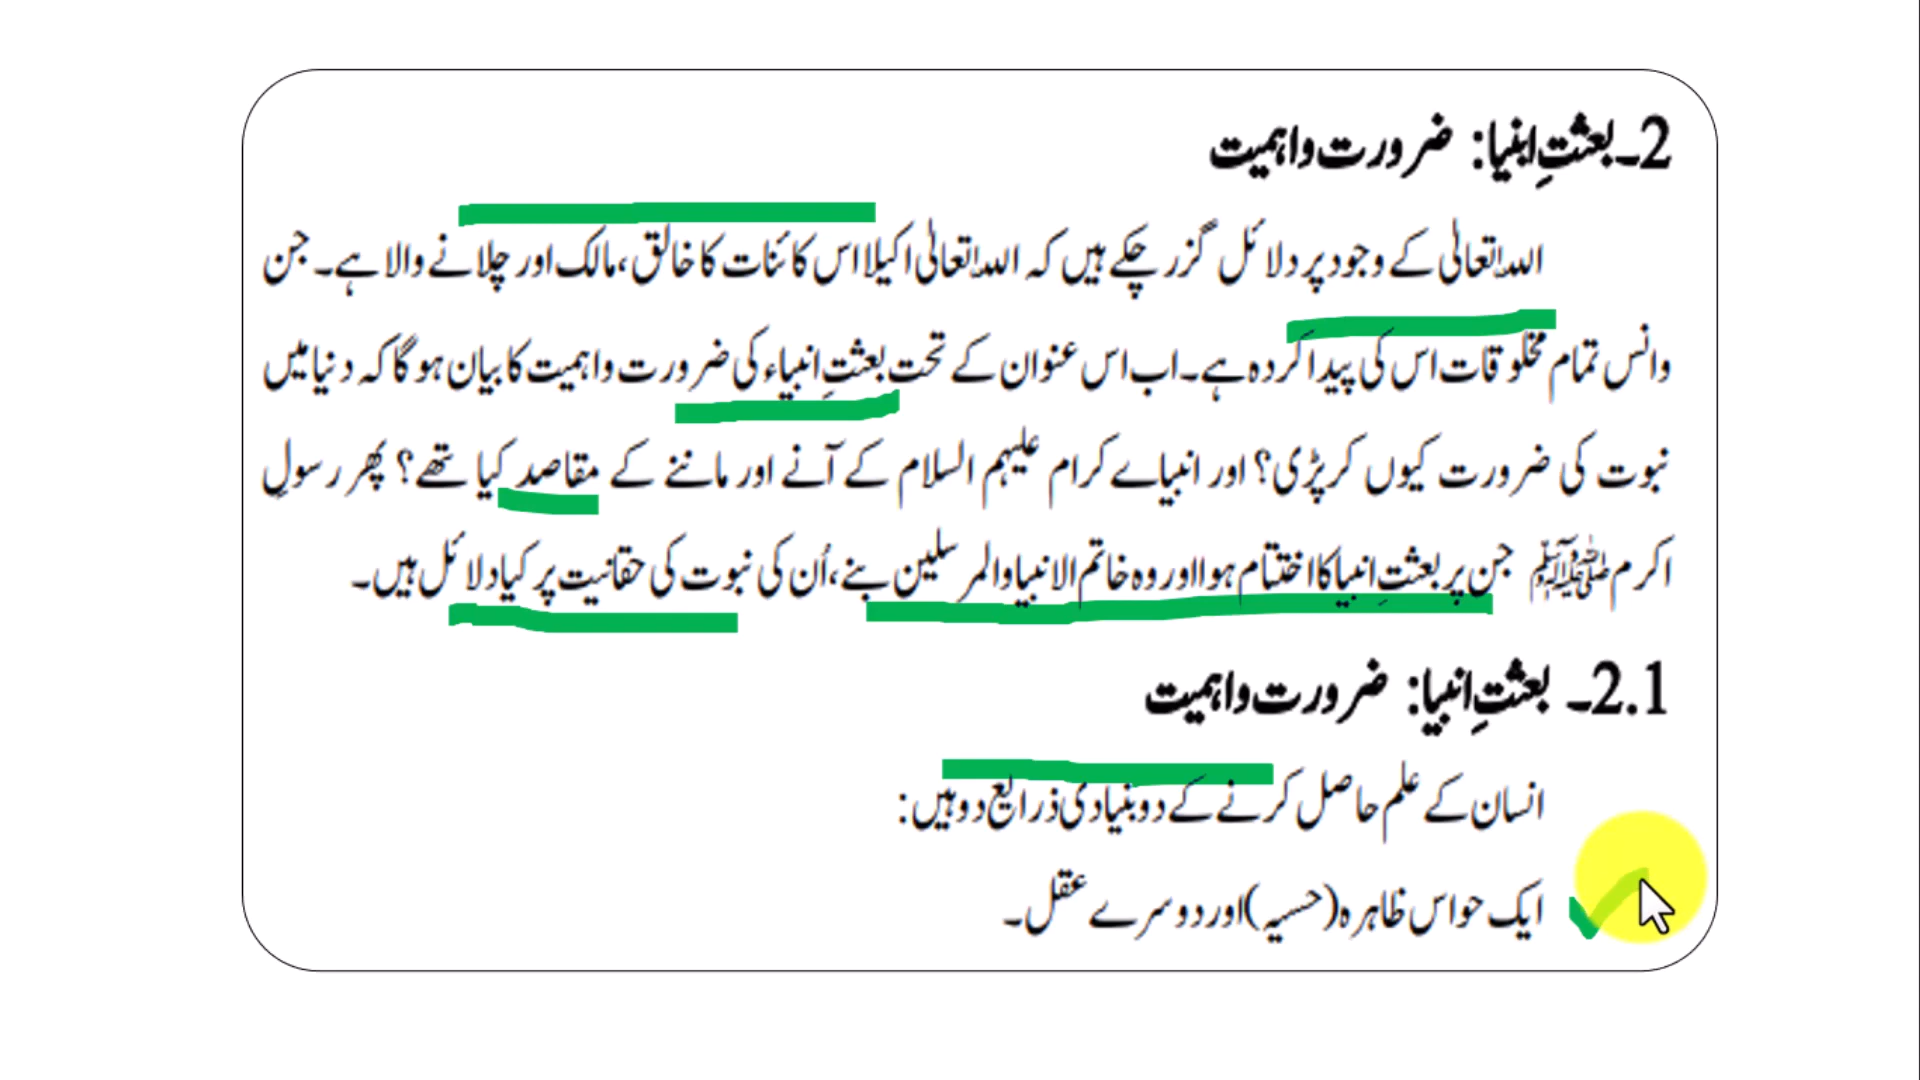 2۔ بعثتِ ابنیا: ضرورت واہمیت
اللہ تعالٰی کے وجود پر دلائل گزر چکے ہیں کہ اللہ تعالٰی اکیلا اس کائنات کا خالق، مالک اور چلانے والا ہے۔ جن
وانس تمام مخلوقات اس کی پیدا کردہ ہے۔ اب اس عنوان کے تحت بعثتِ انبیاء کی ضرورت واہمیت کا بیان ہو گا کہ دنیا میں
نبوت کی ضرورت کیوں کر پڑی؟ اور انبیاے کرام علیہم السلام کے آنے اور ماننے کے مقاصد کیا تھے؟ پھر رسولِ
اکرم ﷺ جن پر بعثتِ انبیا کا اختتام ہوا اور وہ خاتم الانبیا والمرسلین بنے، اُن کی نبوت کی حقانیت پر کیا دلائل ہیں۔
2.1۔ بعثتِ انبیا: ضرورت واہمیت
انسان کے علم حاصل کرنے کے دو بنیادی ذرائع دو ہیں:
ایک حواس ظاہرہ (حسیہ) اور دوسرے عقل۔